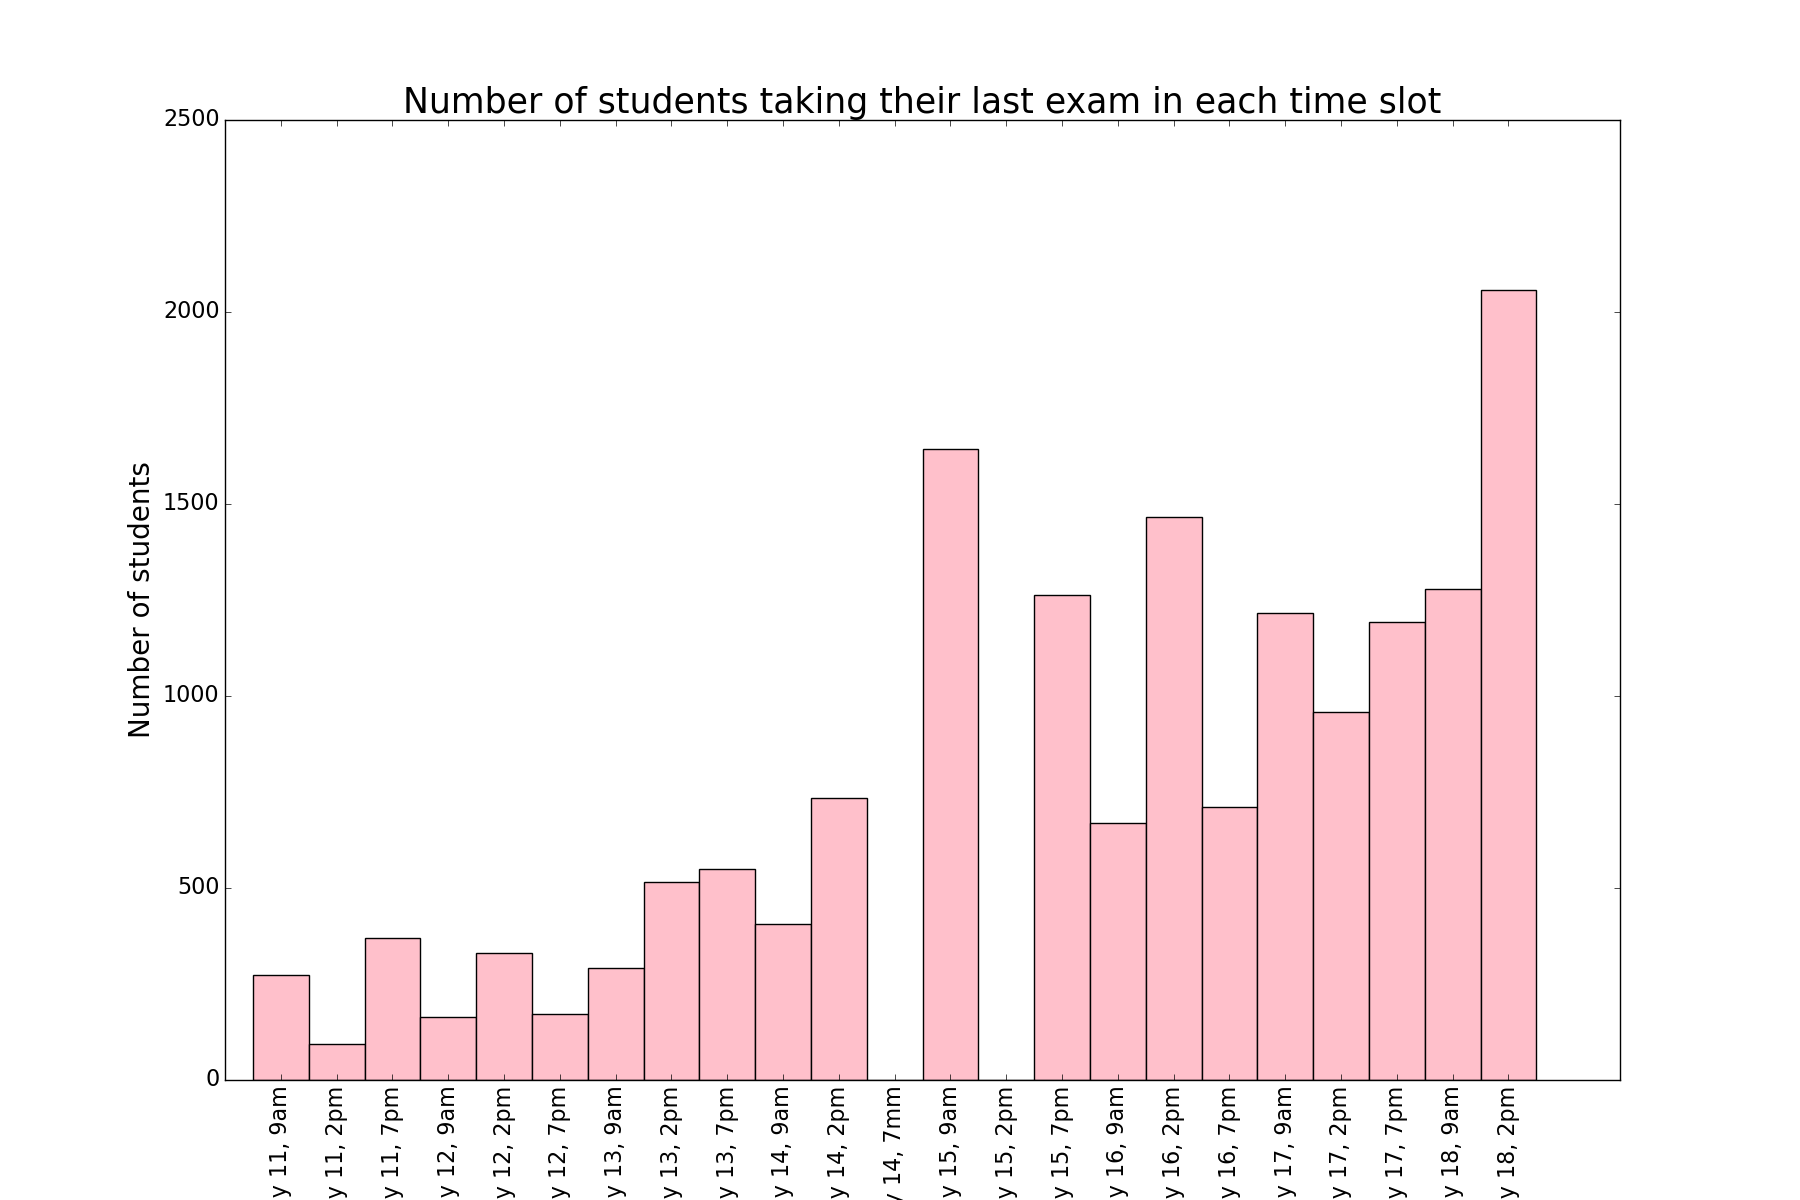 Number of students taking their last exam in each time slot
Number of students
2500
2000
1500
1000
500
0
y 11, 9am
y 11, 2pm
y 11, 7pm
y 12, 9am
y 12, 2pm
y 12, 7pm
y 13, 9am
y 13, 2pm
y 13, 7pm
y 14, 9am
y 14, 2pm
y 14, 7mm
y 15, 9am
y 15, 2pm
y 15, 7pm
y 16, 9am
y 16, 2pm
y 16, 7pm
y 17, 9am
y 17, 2pm
y 17, 7pm
y 18, 9am
y 18, 2pm